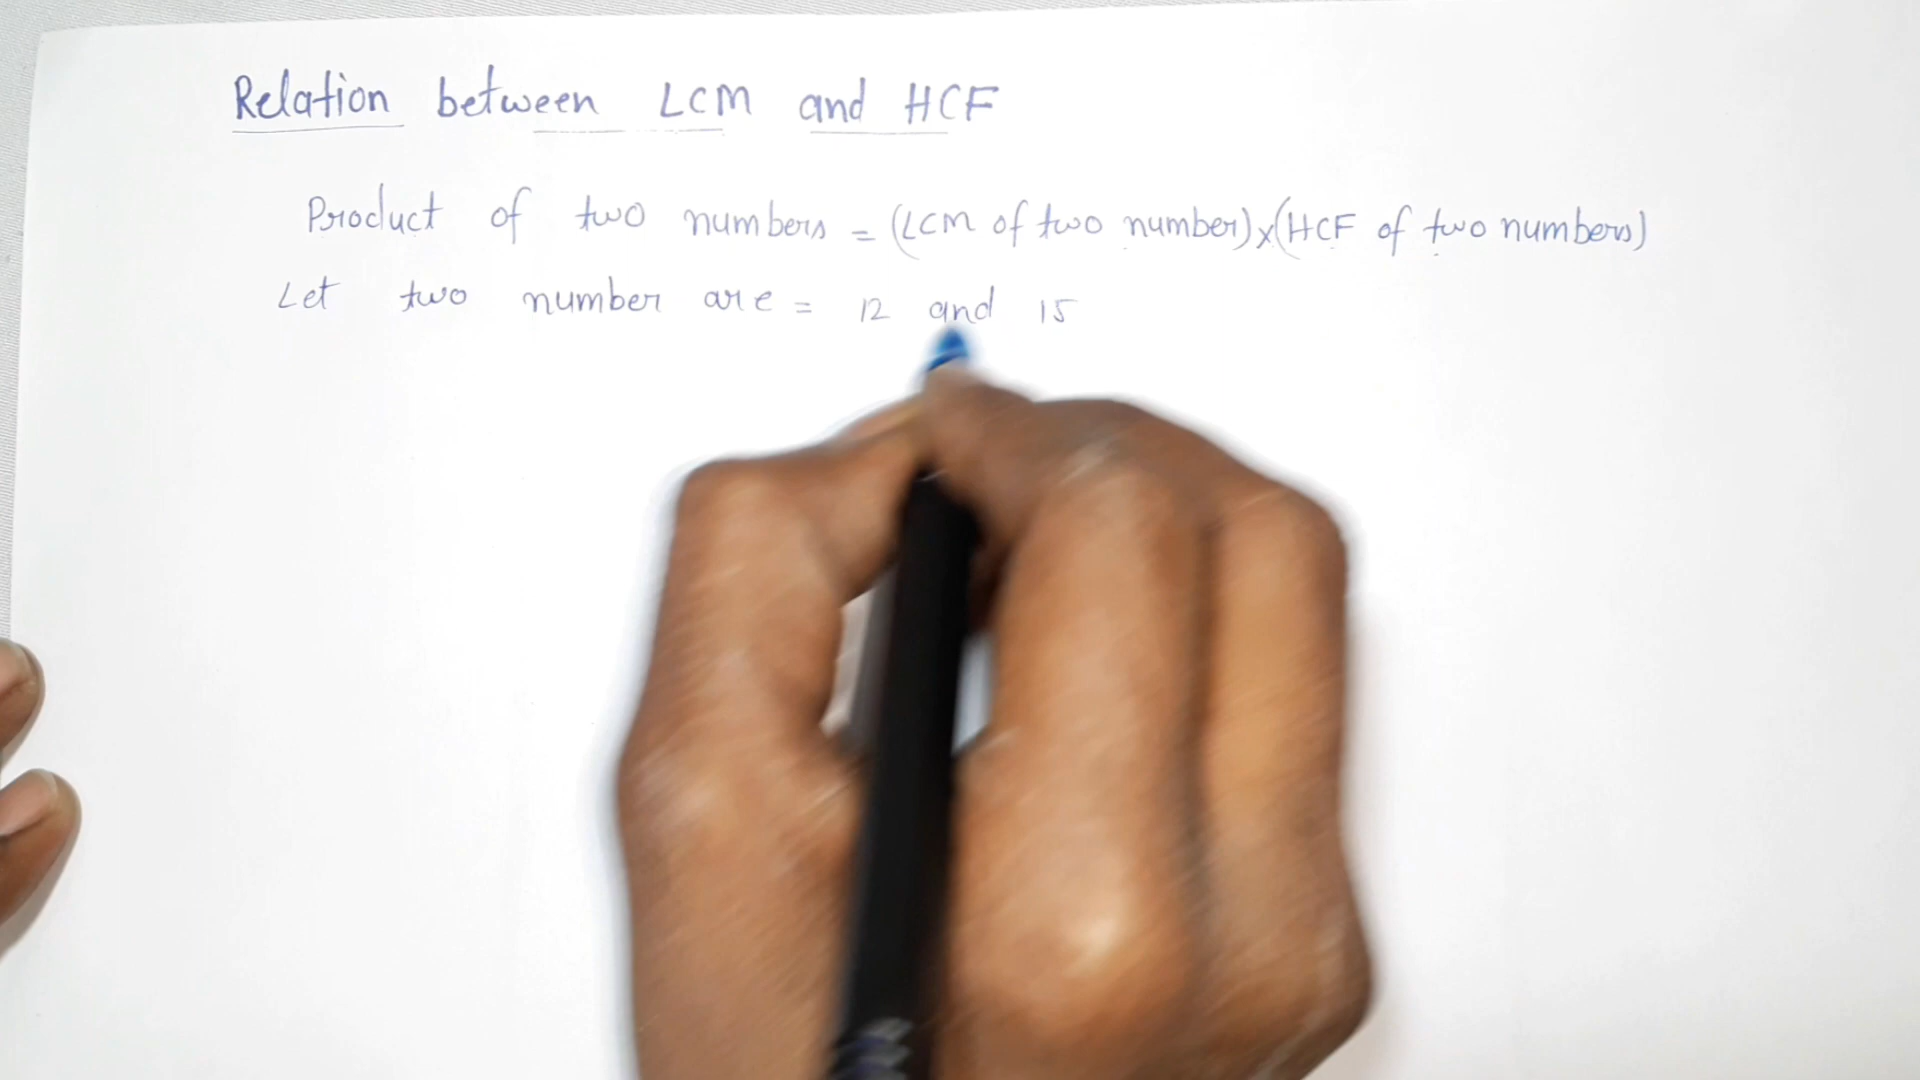 Relation between LCM and HCF
Product of two numbers = (LCM of two number)x(HCF of two numbers)
Let two number are = 12 and 15